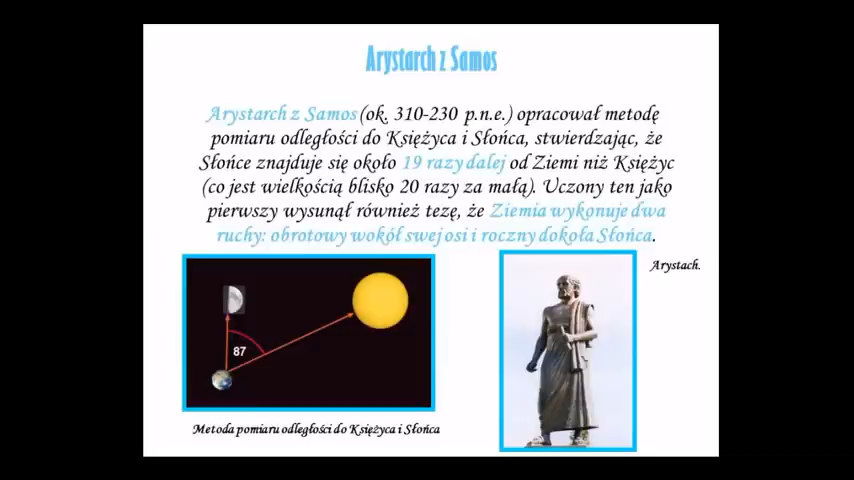 Arystarch z Samos
Arystarch z Samos (ok. 310-230 p.n.e.) opracował metodę
pomiaru odległości do Księżyca i Słońca, stwierdzając, że
Słońce znajduje się około 19 razy dalej od Ziemi niż Księżyc
(co jest wielkością blisko 20 razy za małą). Uczony ten jako
pierwszy wysunął również tezę, że Ziemia wykonuje dwa
ruchy: obrotowy wokół swej osi i roczny dokoła Słońca.
Arystach.
87
Metoda pomiaru odległości do Księżyca i Słońca